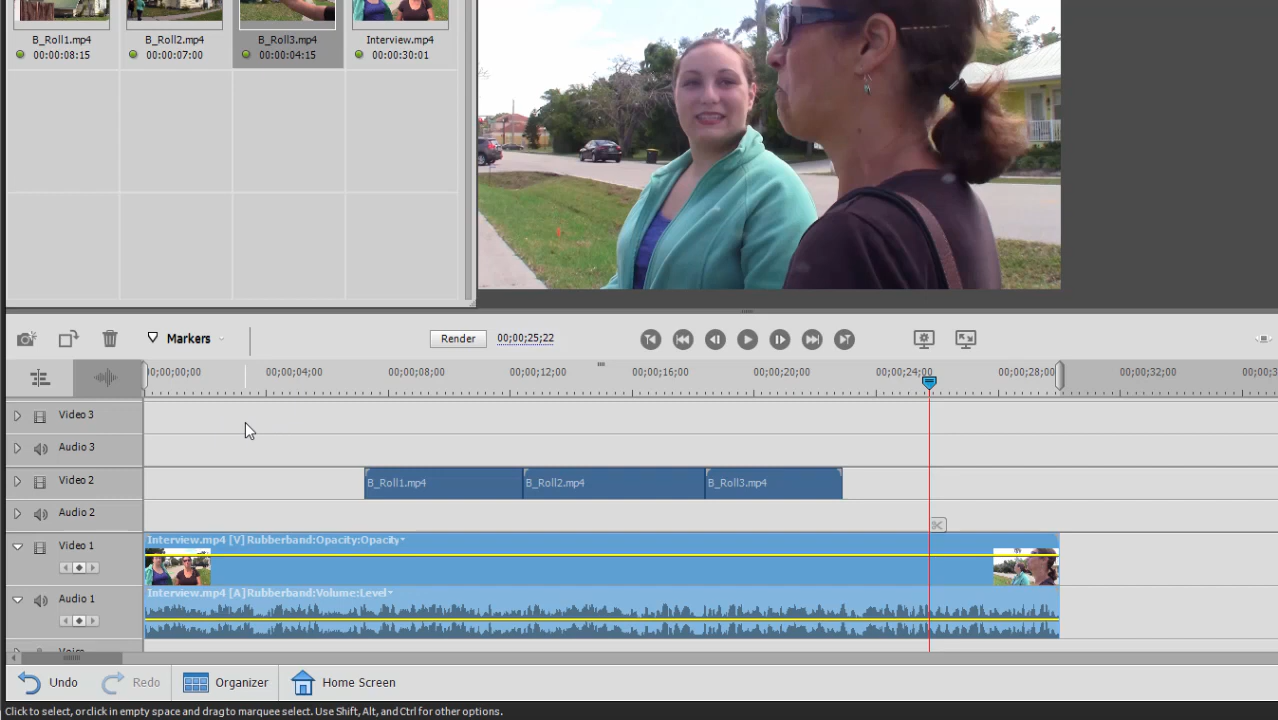 B_Roll1.mp4 B_Roll2.mp4 B_Roll3.mp4 Interview.mp4
00:00:08:15 00:00:07:00 00:00:04:15 00:00:30:01
Markers Render 00;00;25;22
00;00;00;00 00;00;04;00 00;00;08;00 00;00;12;00 00;00;16;00 00;00;20;00 00;00;24;00 00;00;28;00 00;00;32;00
Video 3
Audio 3
Video 2 B_Roll1.mp4 B_Roll2.mp4 B_Roll3.mp4
Audio 2
Interview.mp4 [V] Rubberband:Opacity:Opacity
Video 1
Interview.mp4 [A]Rubberband:Volume:Level
Audio 1
Undo Redo Organizer Home Screen
Click to select, or click in empty space and drag to marquee select. Use Shift, Alt, and Ctrl for other options.